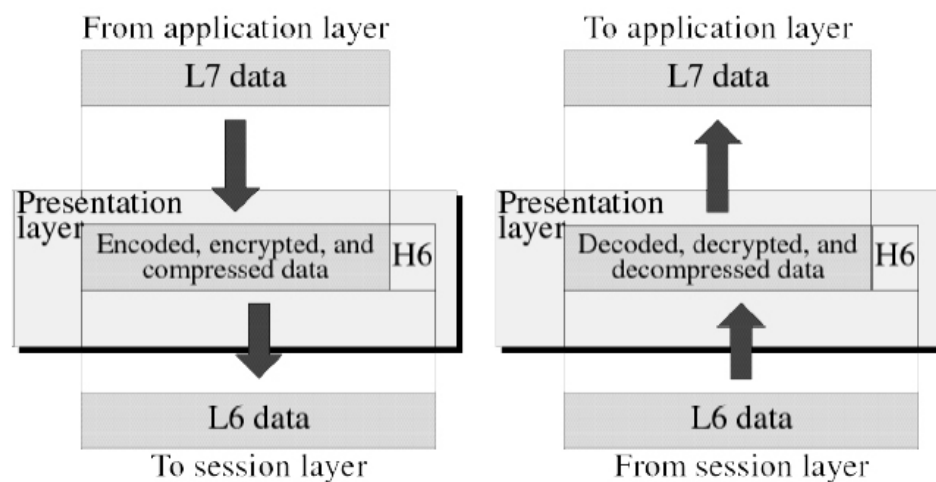 From application layer
L7 data
Presentation
layer
Encoded, encrypted, and
compressed data
H6
L6 data
To session layer
To application layer
L7 data
Presentation
layer
Decoded, decrypted, and
decompressed data
H6
L6 data
From session layer